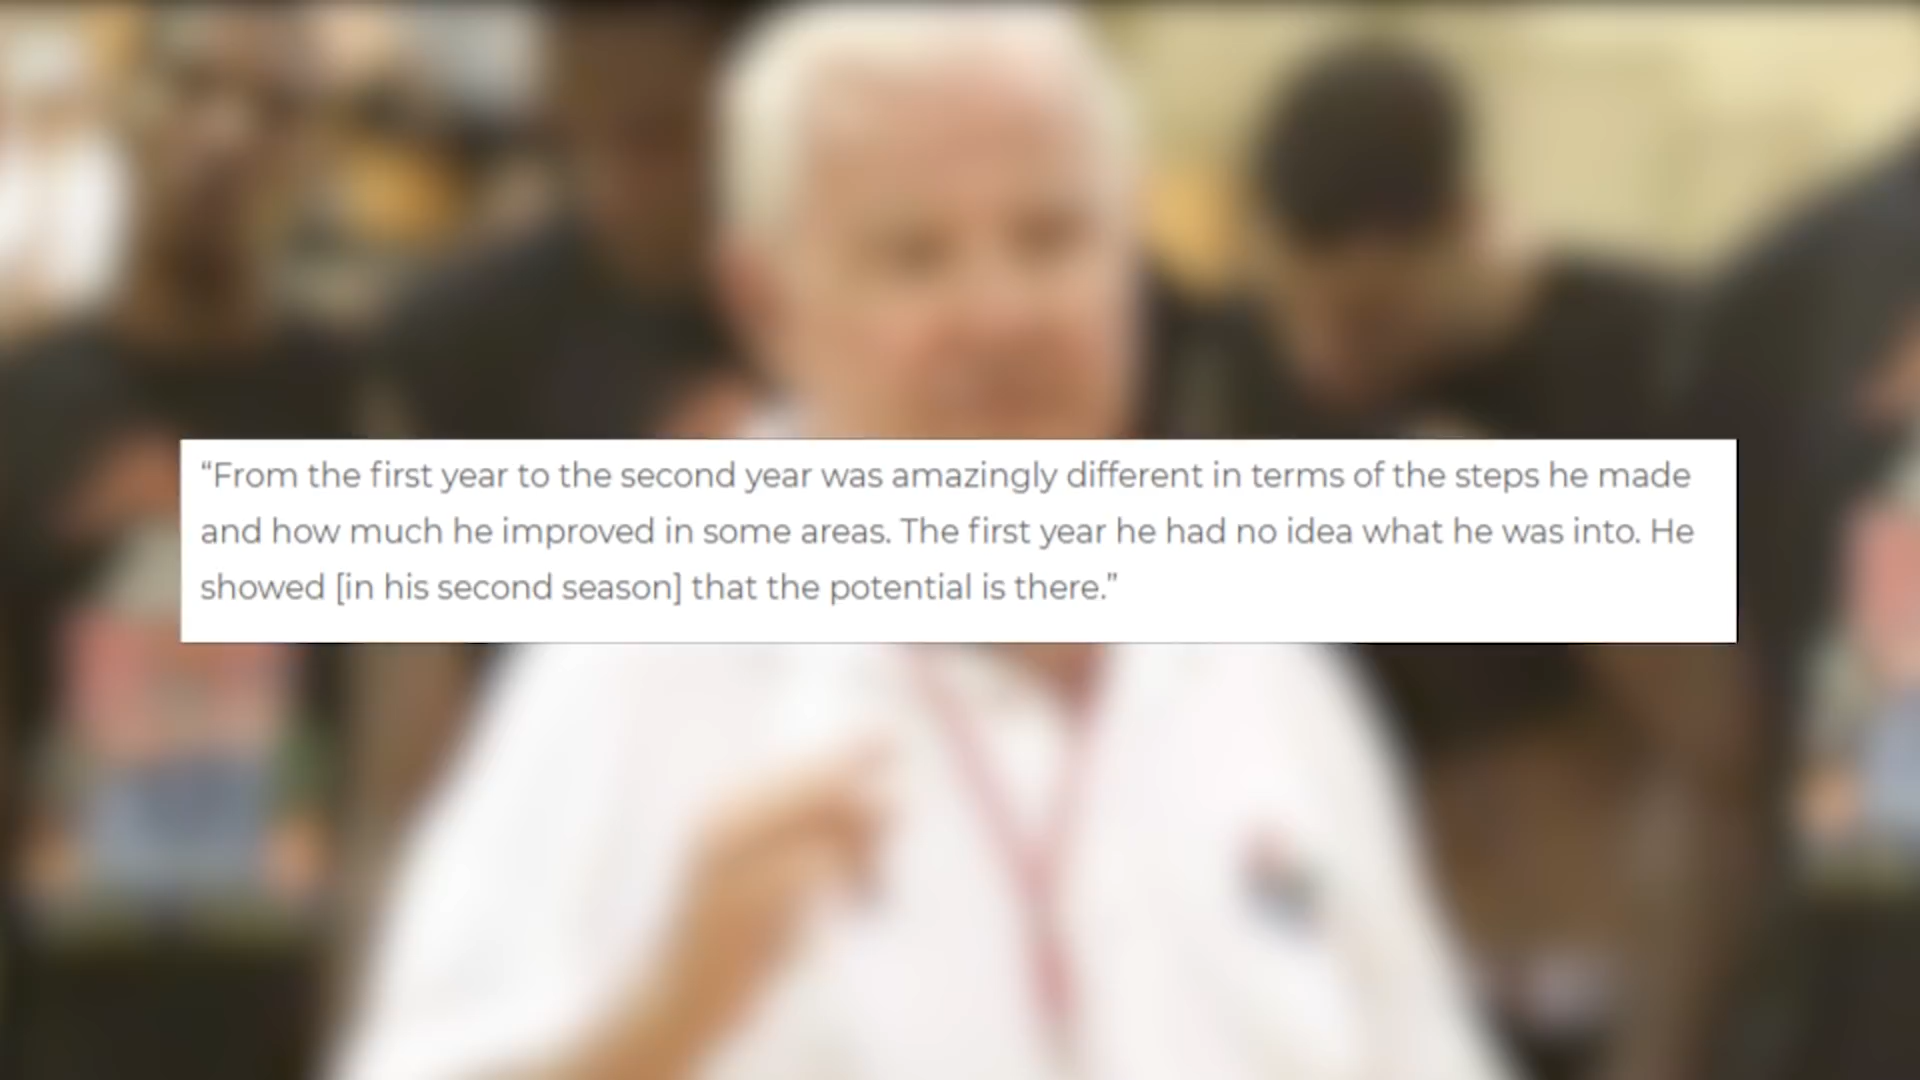 “From the first year to the second year was amazingly different in terms of the steps he made
and how much he improved in some areas. The first year he had no idea what he was into. He
showed [in his second season] that the potential is there.”